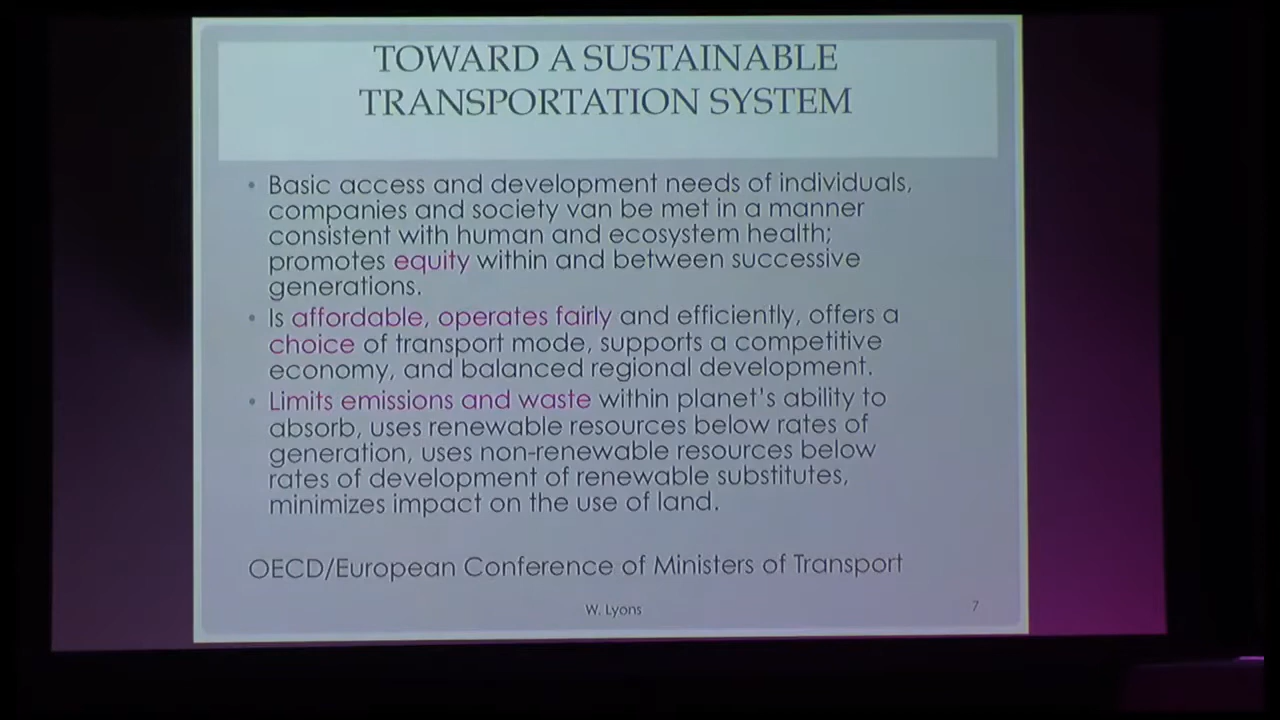 TOWARD A SUSTAINABLE
TRANSPORTATION SYSTEM
• Basic access and development needs of individuals,
companies and society van be met in a manner
consistent with human and ecosystem health;
promotes equity within and between successive
generations.
• Is affordable, operates fairly and efficiently, offers a
choice of transport mode, supports a competitive
economy, and balanced regional development.
• Limits emissions and waste within planet's ability to
absorb, uses renewable resources below rates of
generation, uses non-renewable resources below
rates of development of renewable substitutes,
minimizes impact on the use of land.
OECD/European Conference of Ministers of Transport
W. Lyons
7